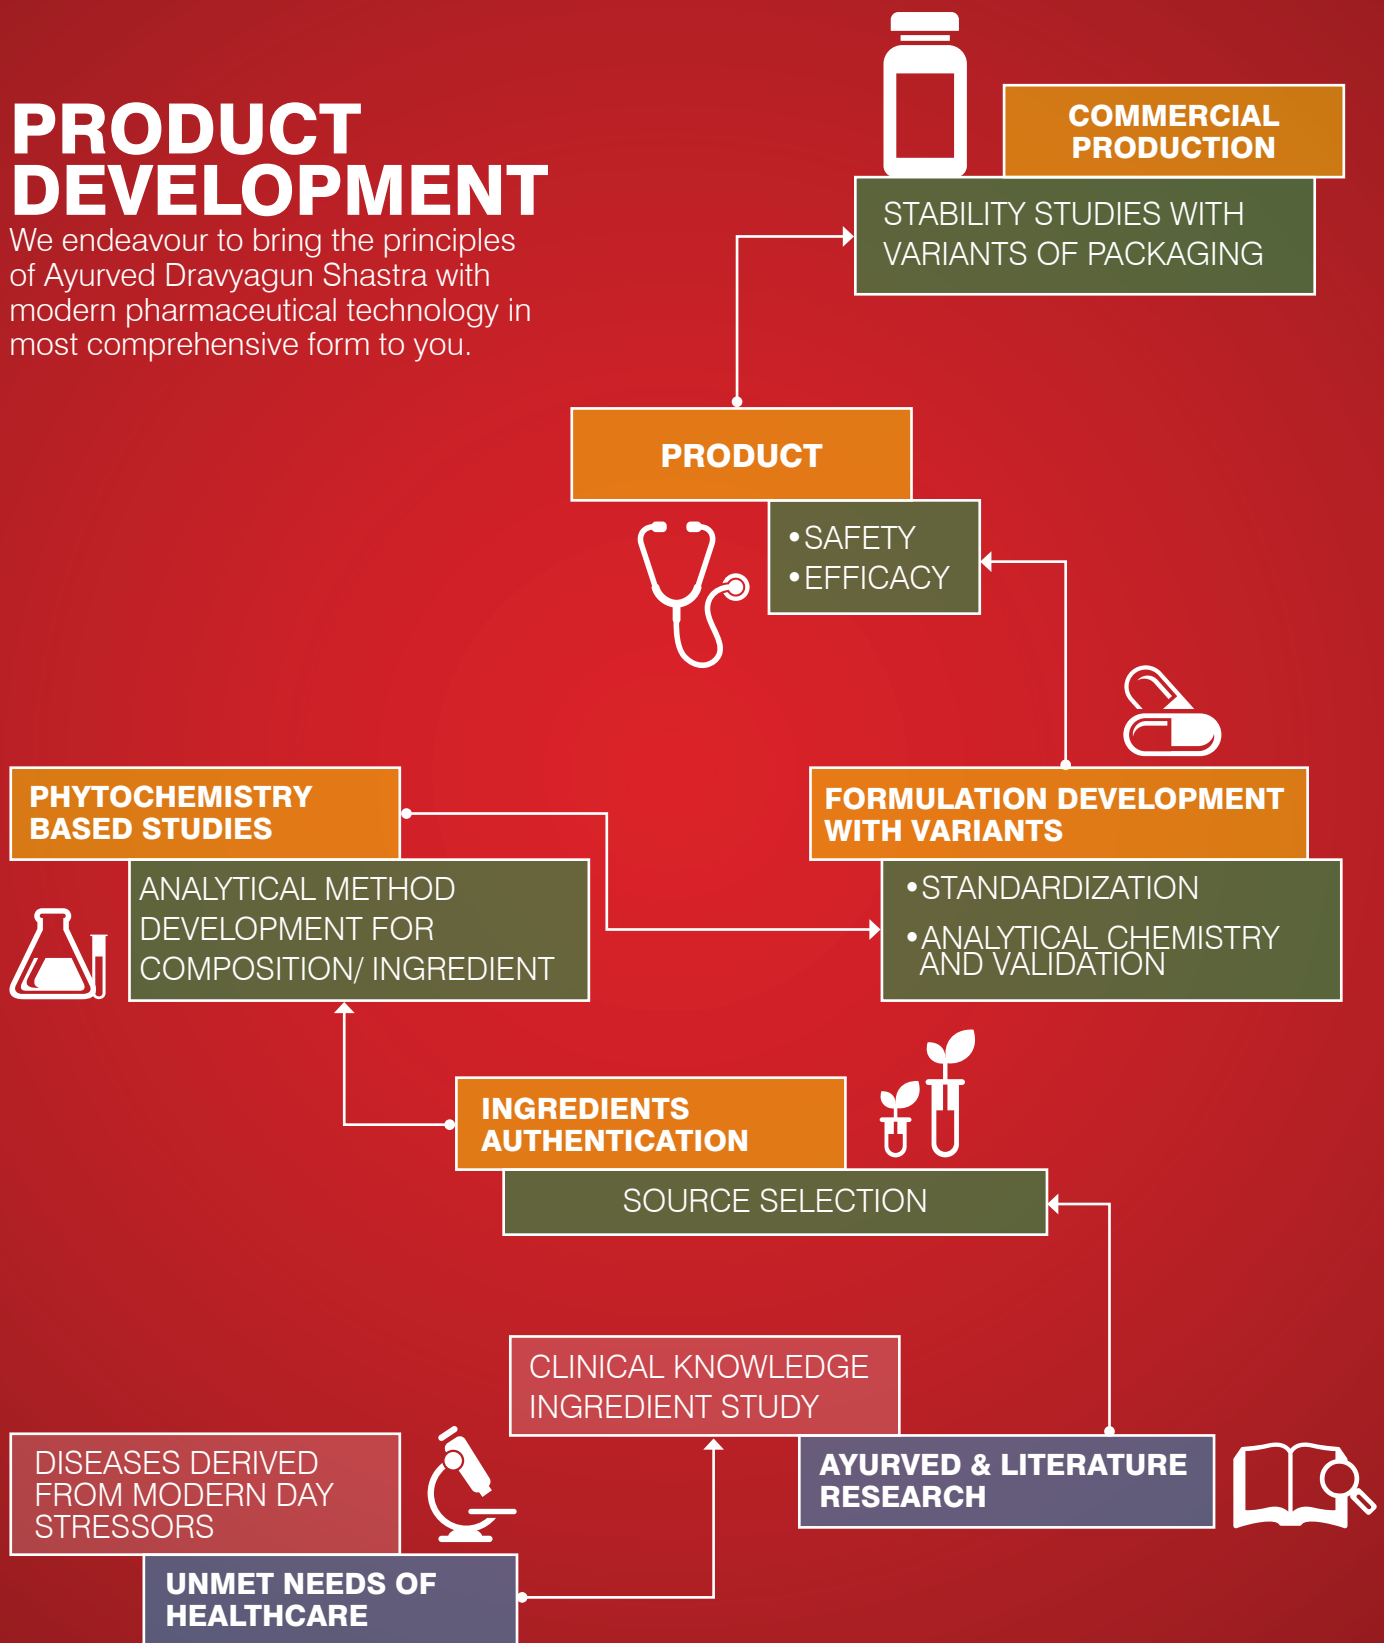 PRODUCT
DEVELOPMENT
We endeavour to bring the principles
of Ayurved Dravyagun Shastra with
modern pharmaceutical technology in
most comprehensive form to you.
COMMERCIAL
PRODUCTION
STABILITY STUDIES WITH
VARIANTS OF PACKAGING
PRODUCT
•SAFETY
•EFFICACY
PHYTOCHEMISTRY
BASED STUDIES
ANALYTICAL METHOD
DEVELOPMENT FOR
COMPOSITION/ INGREDIENT
FORMULATION DEVELOPMENT
WITH VARIANTS
•STANDARDIZATION
•ANALYTICAL CHEMISTRY
AND VALIDATION
INGREDIENTS
AUTHENTICATION
SOURCE SELECTION
CLINICAL KNOWLEDGE
INGREDIENT STUDY
AYURVED & LITERATURE
RESEARCH
DISEASES DERIVED
FROM MODERN DAY
STRESSORS
UNMET NEEDS OF
HEALTHCARE